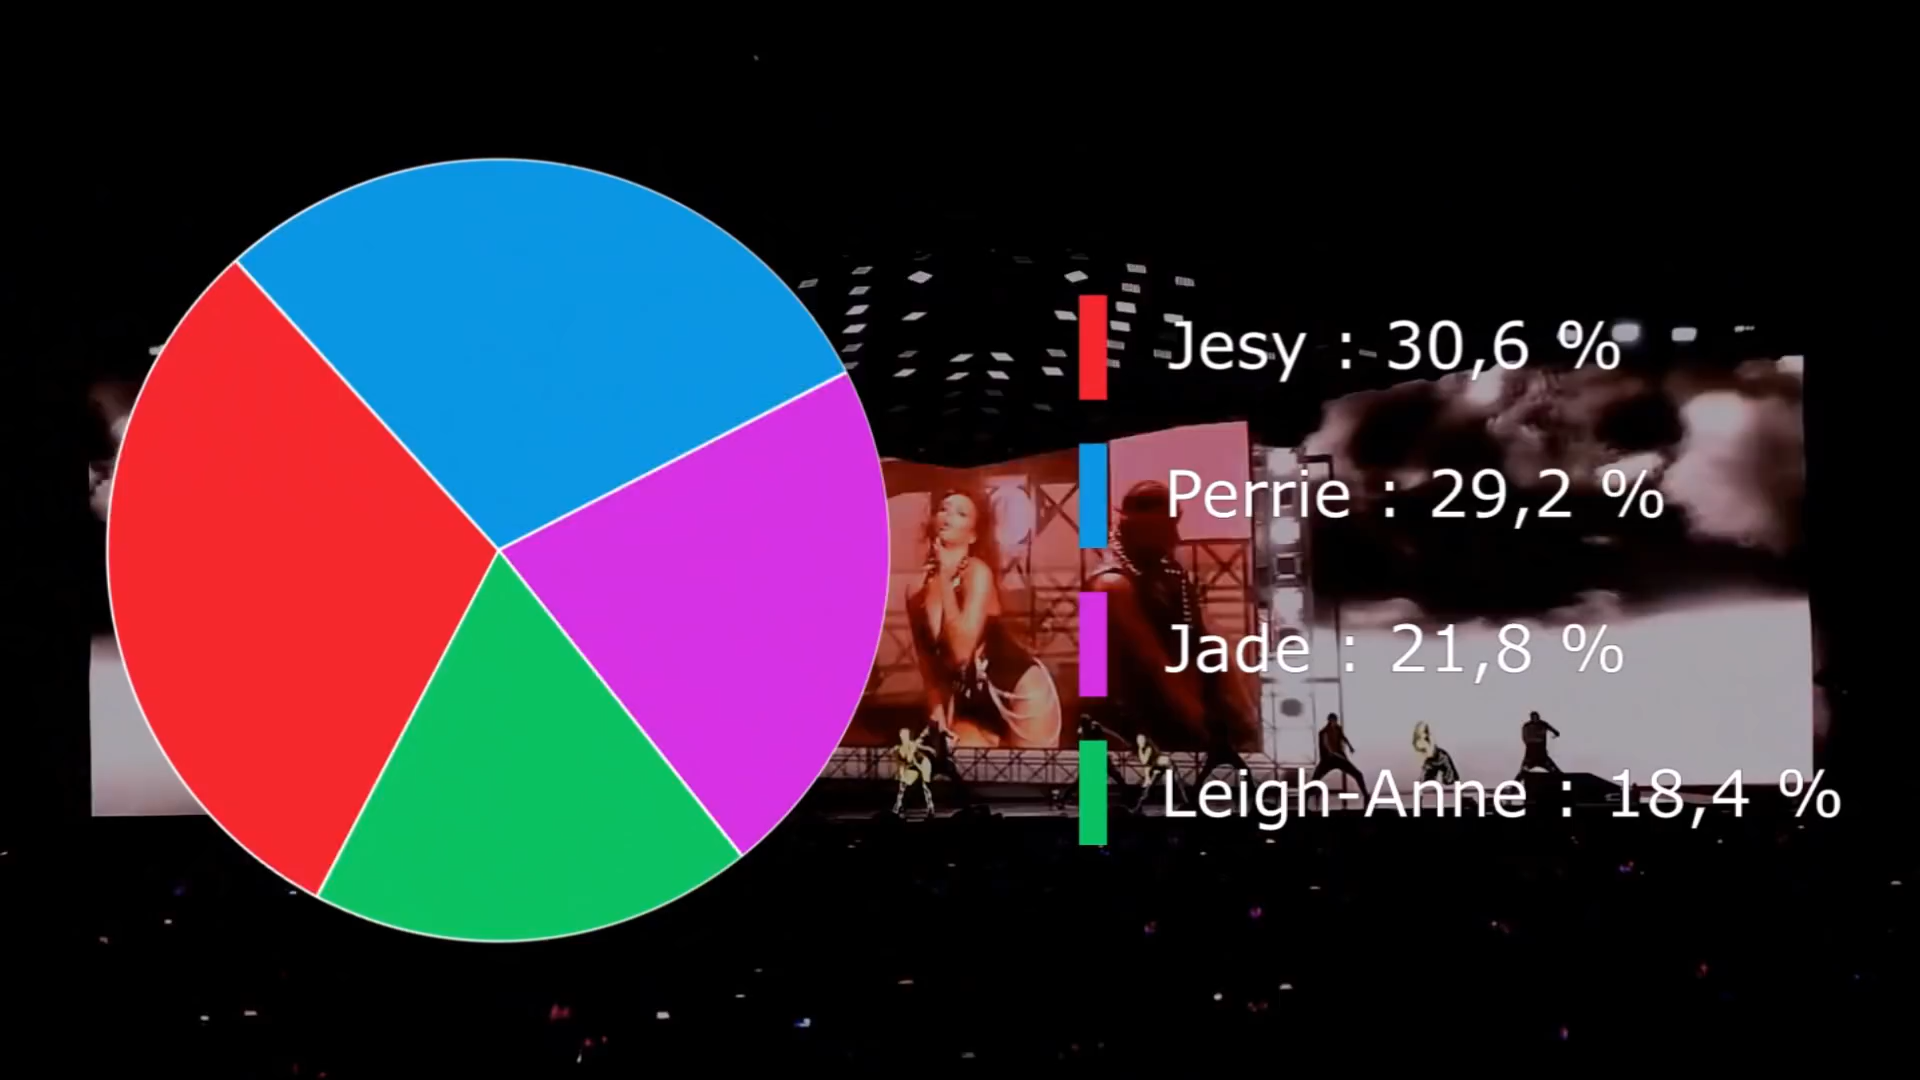 Jesy : 30,6 %
Perrie : 29,2 %
Jade : 21,8 %
Leigh-Anne : 18,4 %